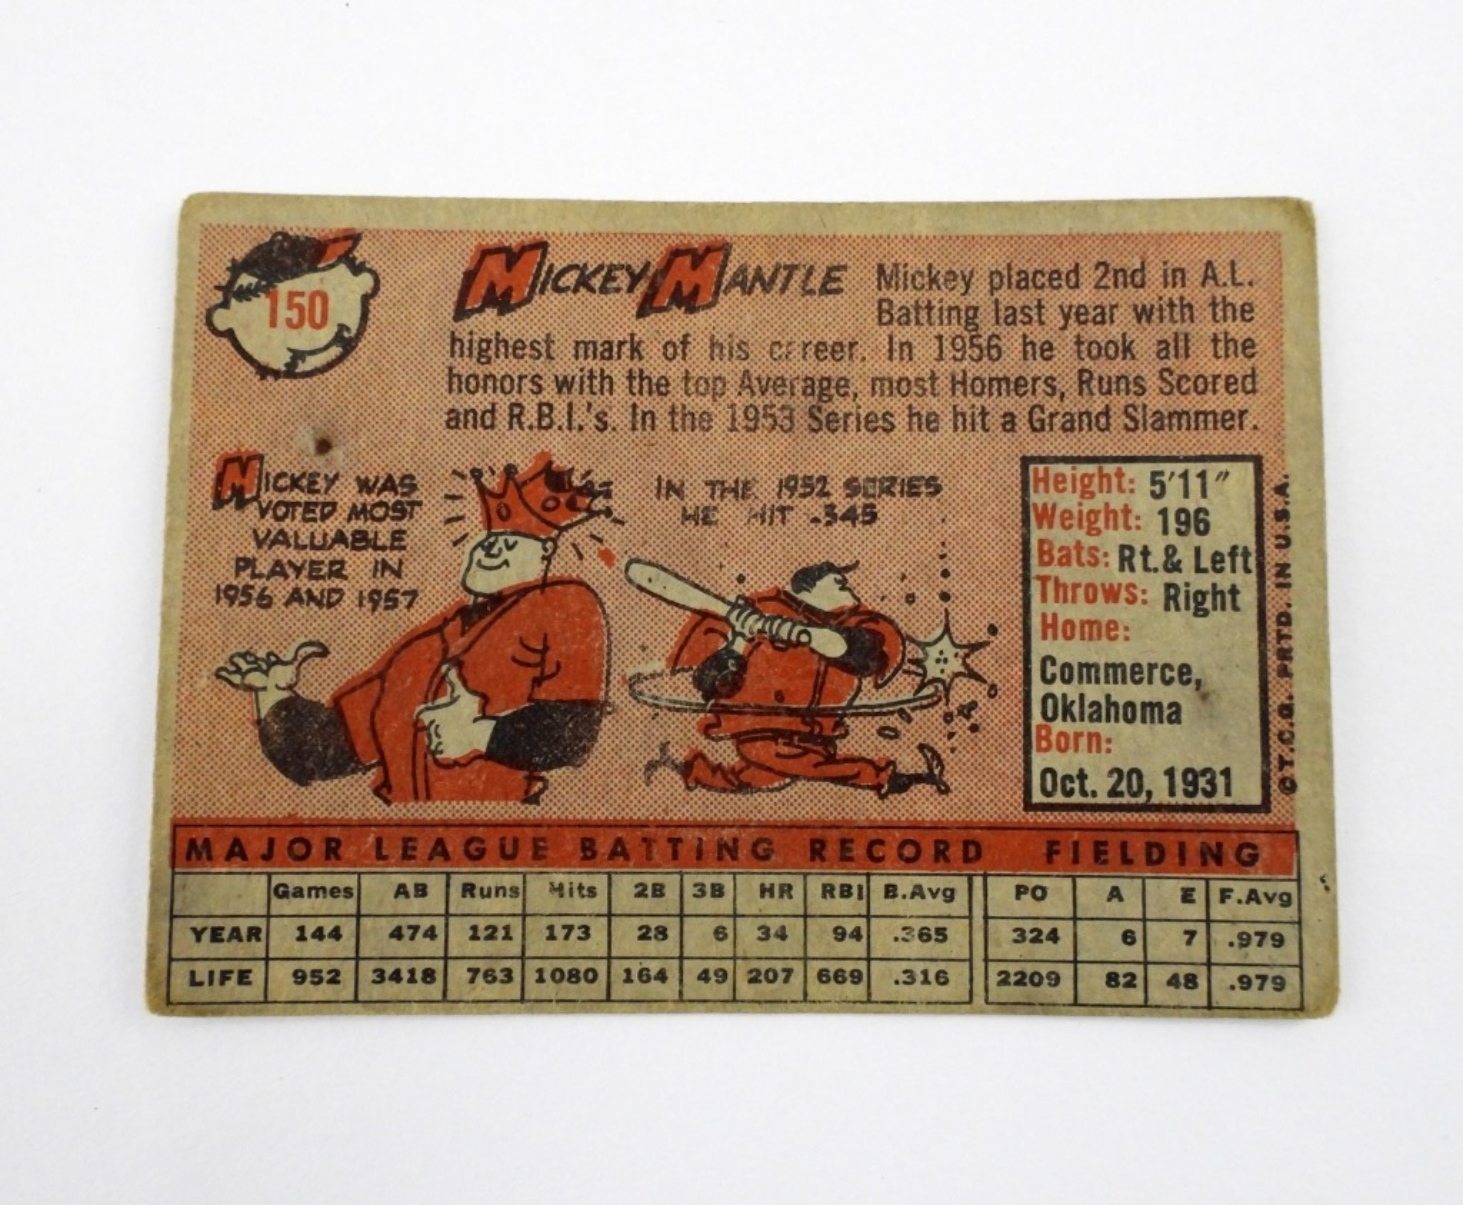 150
MICKEY MANTLE
Mickey placed 2nd in A.L.
Batting last year with the
highest mark of his career. In 1956 he took all the
honors with the top Average, most Homers, Runs Scored
and R.B.I.'s. In the 1953 Series he hit a Grand Slammer.
MICKEY WAS
VOTED MOST
VALUABLE
PLAYER IN
1956 AND 1957
IN THE 1952 SERIES
HE HIT .345
Height: 5'11"
Weight: 196
Bats: Rt. & Left
Throws: Right
Home:
Commerce,
Oklahoma
Born:
Oct. 20, 1931
©T.C.G. PRTD. IN U.S.A.
MAJOR LEAGUE BATTING RECORD FIELDING
Games AB Runs Hits 2B 3B HR RBI B.Avg PO A E F.Avg
YEAR 144 474 121 173 28 6 34 94 .365 324 6 7 .979
LIFE 952 3418 763 1080 164 49 207 669 .316 2209 82 48 .979